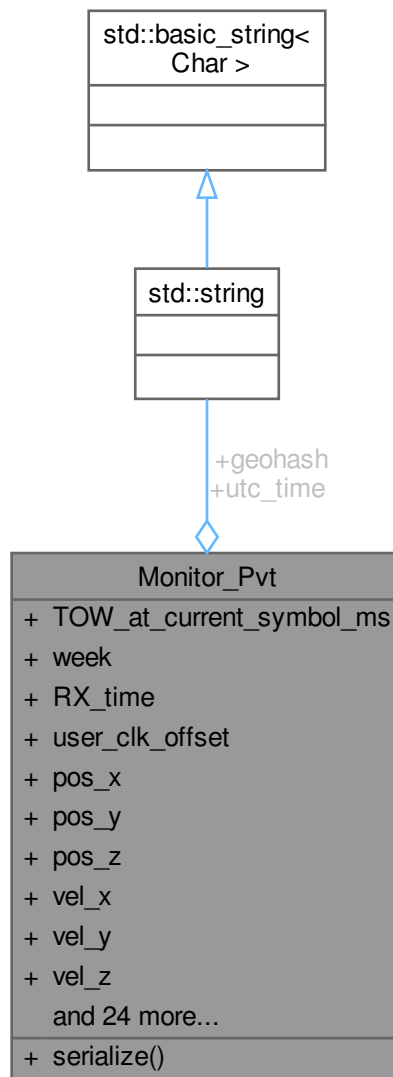 std::basic_string<
Char >
std::string
+geohash
+utc_time
Monitor_Pvt
+ TOW_at_current_symbol_ms
+ week
+ RX_time
+ user_clk_offset
+ pos_x
+ pos_y
+ pos_z
+ vel_x
+ vel_y
+ vel_z
and 24 more...
+ serialize()